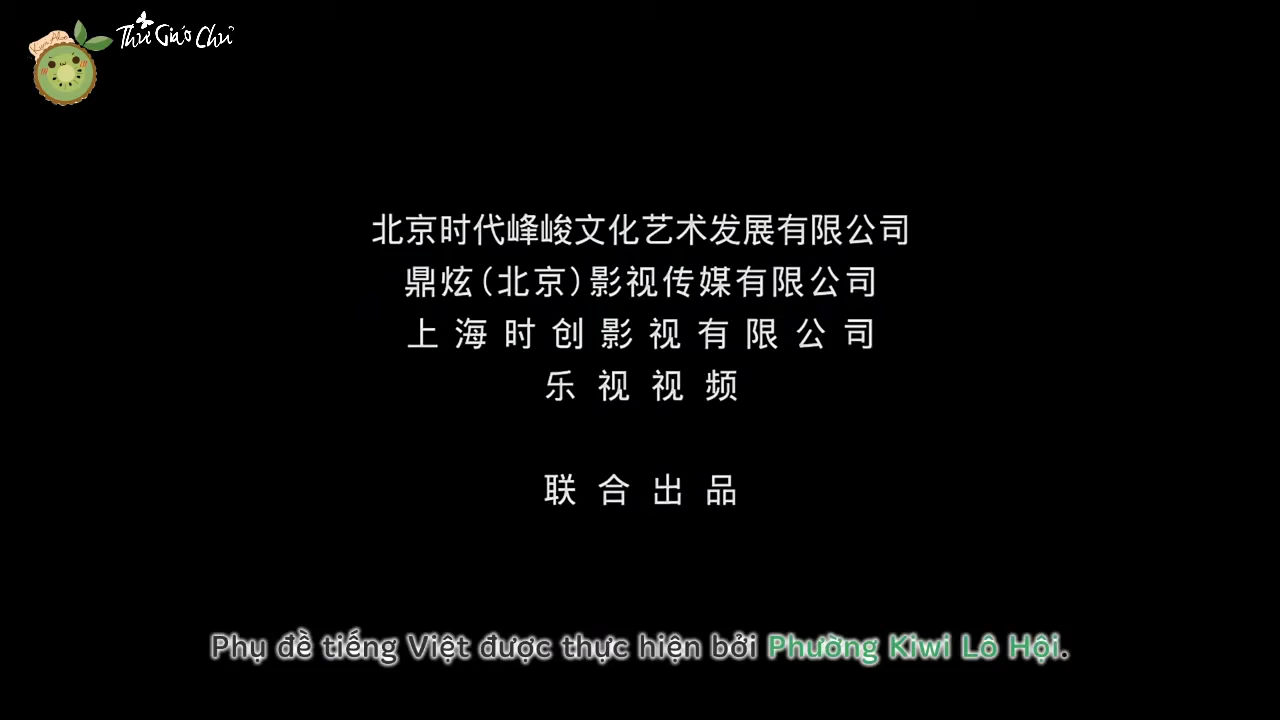 Thư Giáo Chủ
北京时代峰峻文化艺术发展有限公司
鼎炫(北京)影视传媒有限公司
上海时创影视有限公司
乐视视频
联合出品
Phụ đề tiếng Việt được thực hiện bởi Phường Kiwi Lô Hội.